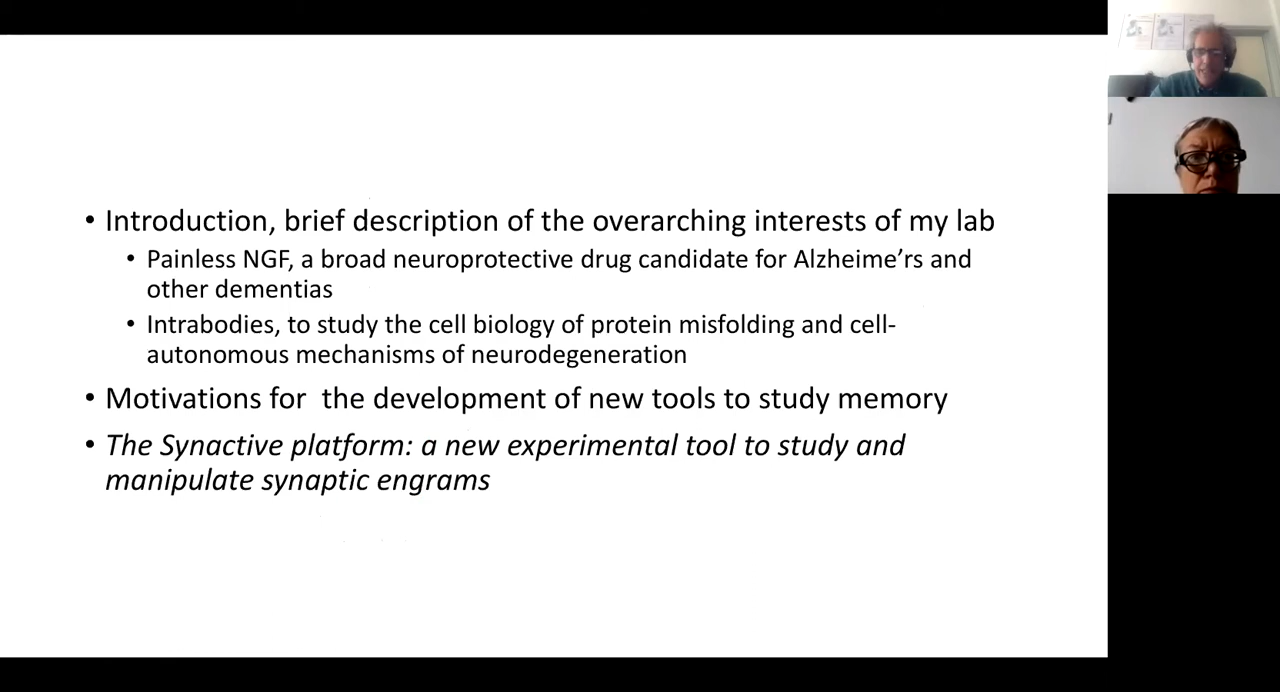 • Introduction, brief description of the overarching interests of my lab
• Painless NGF, a broad neuroprotective drug candidate for Alzheime’rs and
other dementias
• Intrabodies, to study the cell biology of protein misfolding and cell-
autonomous mechanisms of neurodegeneration
• Motivations for  the development of new tools to study memory
• The Synactive platform: a new experimental tool to study and
manipulate synaptic engrams